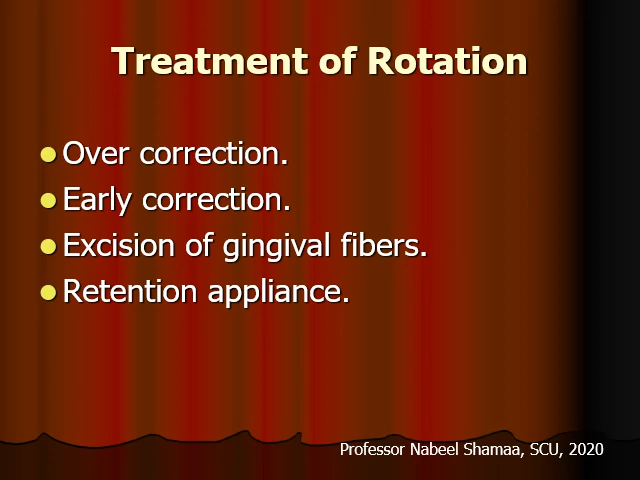 Treatment of Rotation
Over correction.
Early correction.
Excision of gingival fibers.
Retention appliance.
Professor Nabeel Shamaa, SCU, 2020